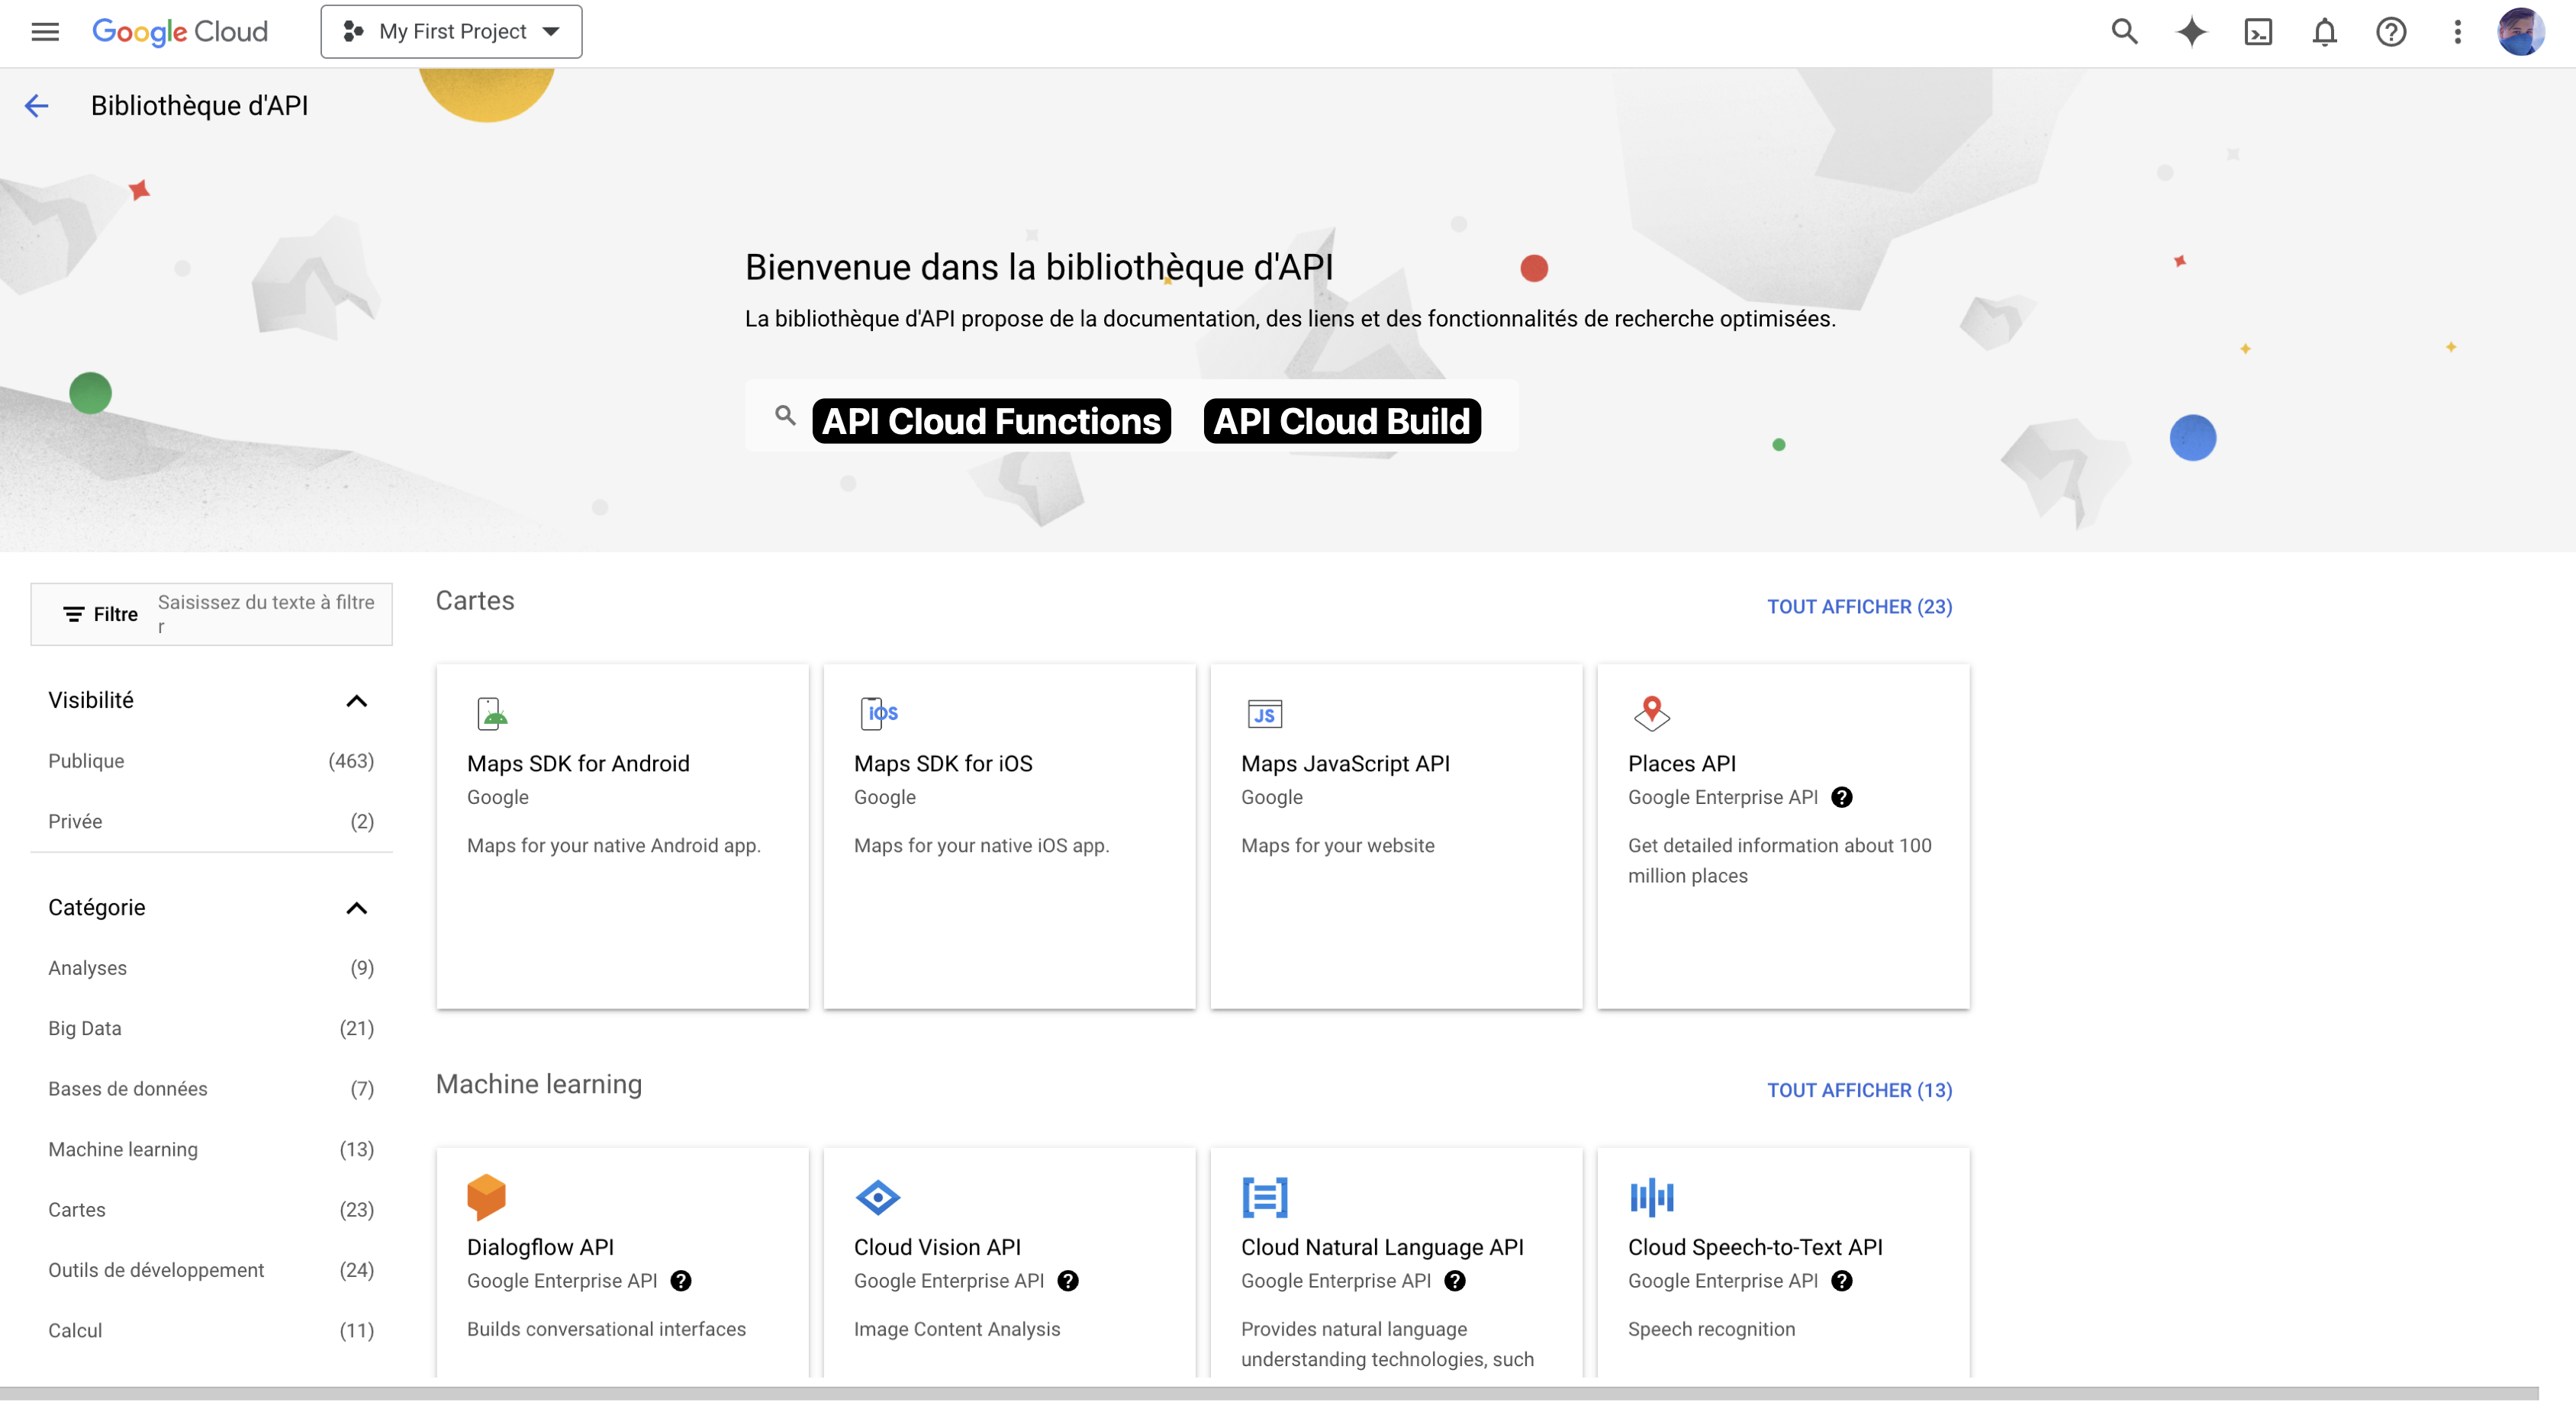 Google Cloud
My First Project
Bibliothèque d'API
Bienvenue dans la bibliothèque d'API
La bibliothèque d'API propose de la documentation, des liens et des fonctionnalités de recherche optimisées.
API Cloud Functions API Cloud Build
Filtre Saisissez du texte à filtre
r
Visibilité
Publique (463)
Privée (2)
Catégorie
Analyses (9)
Big Data (21)
Bases de données (7)
Machine learning (13)
Cartes (23)
Outils de développement (24)
Calcul (11)
Cartes
TOUT AFFICHER (23)
Maps SDK for Android
Google
Maps for your native Android app.
iOS
Maps SDK for iOS
Google
Maps for your native iOS app.
JS
Maps JavaScript API
Google
Maps for your website
Places API
Google Enterprise API
Get detailed information about 100
million places
Machine learning
TOUT AFFICHER (13)
Dialogflow API
Google Enterprise API
Builds conversational interfaces
Cloud Vision API
Google Enterprise API
Image Content Analysis
Cloud Natural Language API
Google Enterprise API
Provides natural language
understanding technologies, such
Cloud Speech-to-Text API
Google Enterprise API
Speech recognition